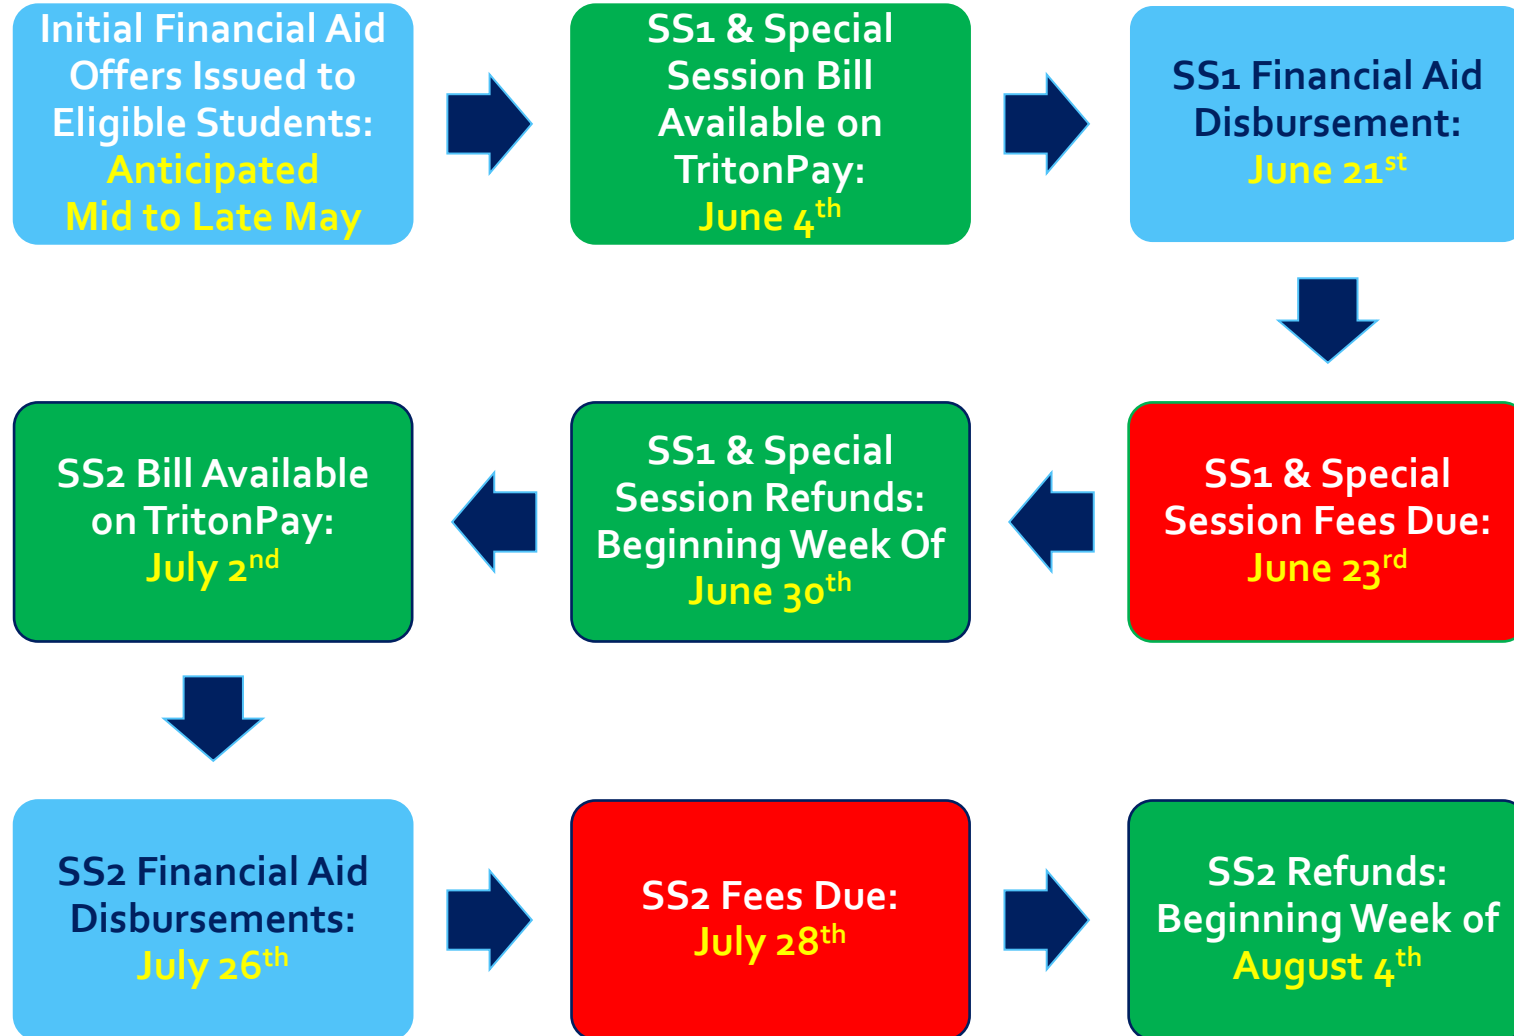 Initial Financial Aid
Offers Issued to
Eligible Students:
Anticipated
Mid to Late May
SS1 & Special
Session Bill
Available on
TritonPay:
June 4th
SS1 Financial Aid
Disbursement:
June 21st
SS1 & Special
Session Fees Due:
June 23rd
SS1 & Special
Session Refunds:
Beginning Week Of
June 30th
SS2 Bill Available
on TritonPay:
July 2nd
SS2 Financial Aid
Disbursements:
July 26th
SS2 Fees Due:
July 28th
SS2 Refunds:
Beginning Week of
August 4th